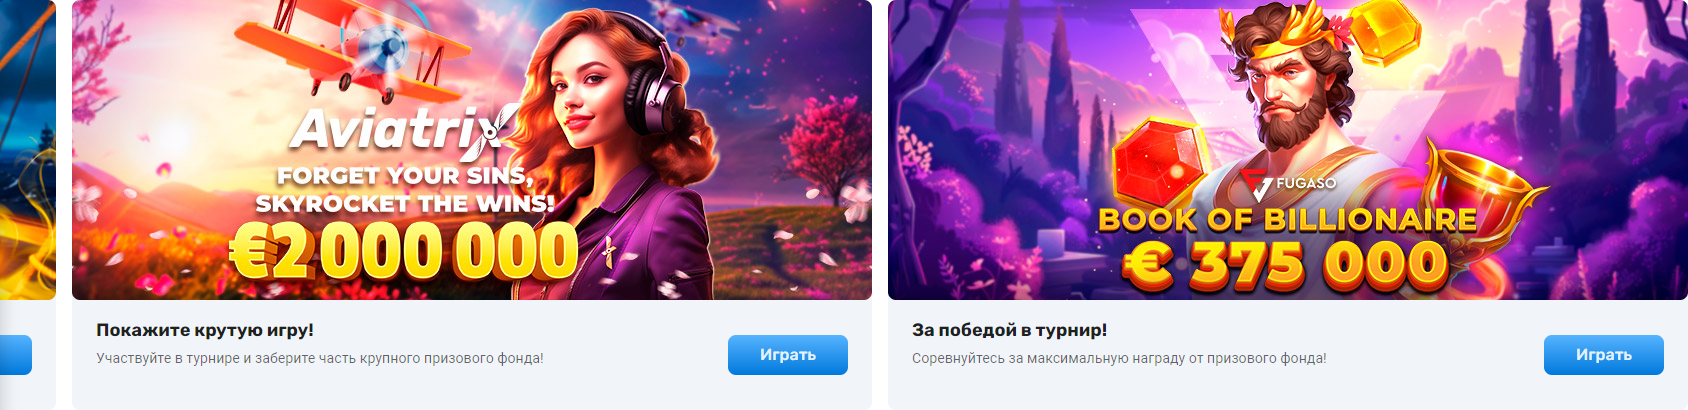 Aviatrix
FORGET YOUR SINS,
SKYROCKET THE WINS!
€2 000 000
Покажите крутую игру!
Участвуйте в турнире и заберите часть крупного призового фонда!
Играть
FUGASO
BOOK OF BILLIONAIRE
€ 375 000
За победой в турнир!
Соревнуйтесь за максимальную награду от призового фонда!
Играть